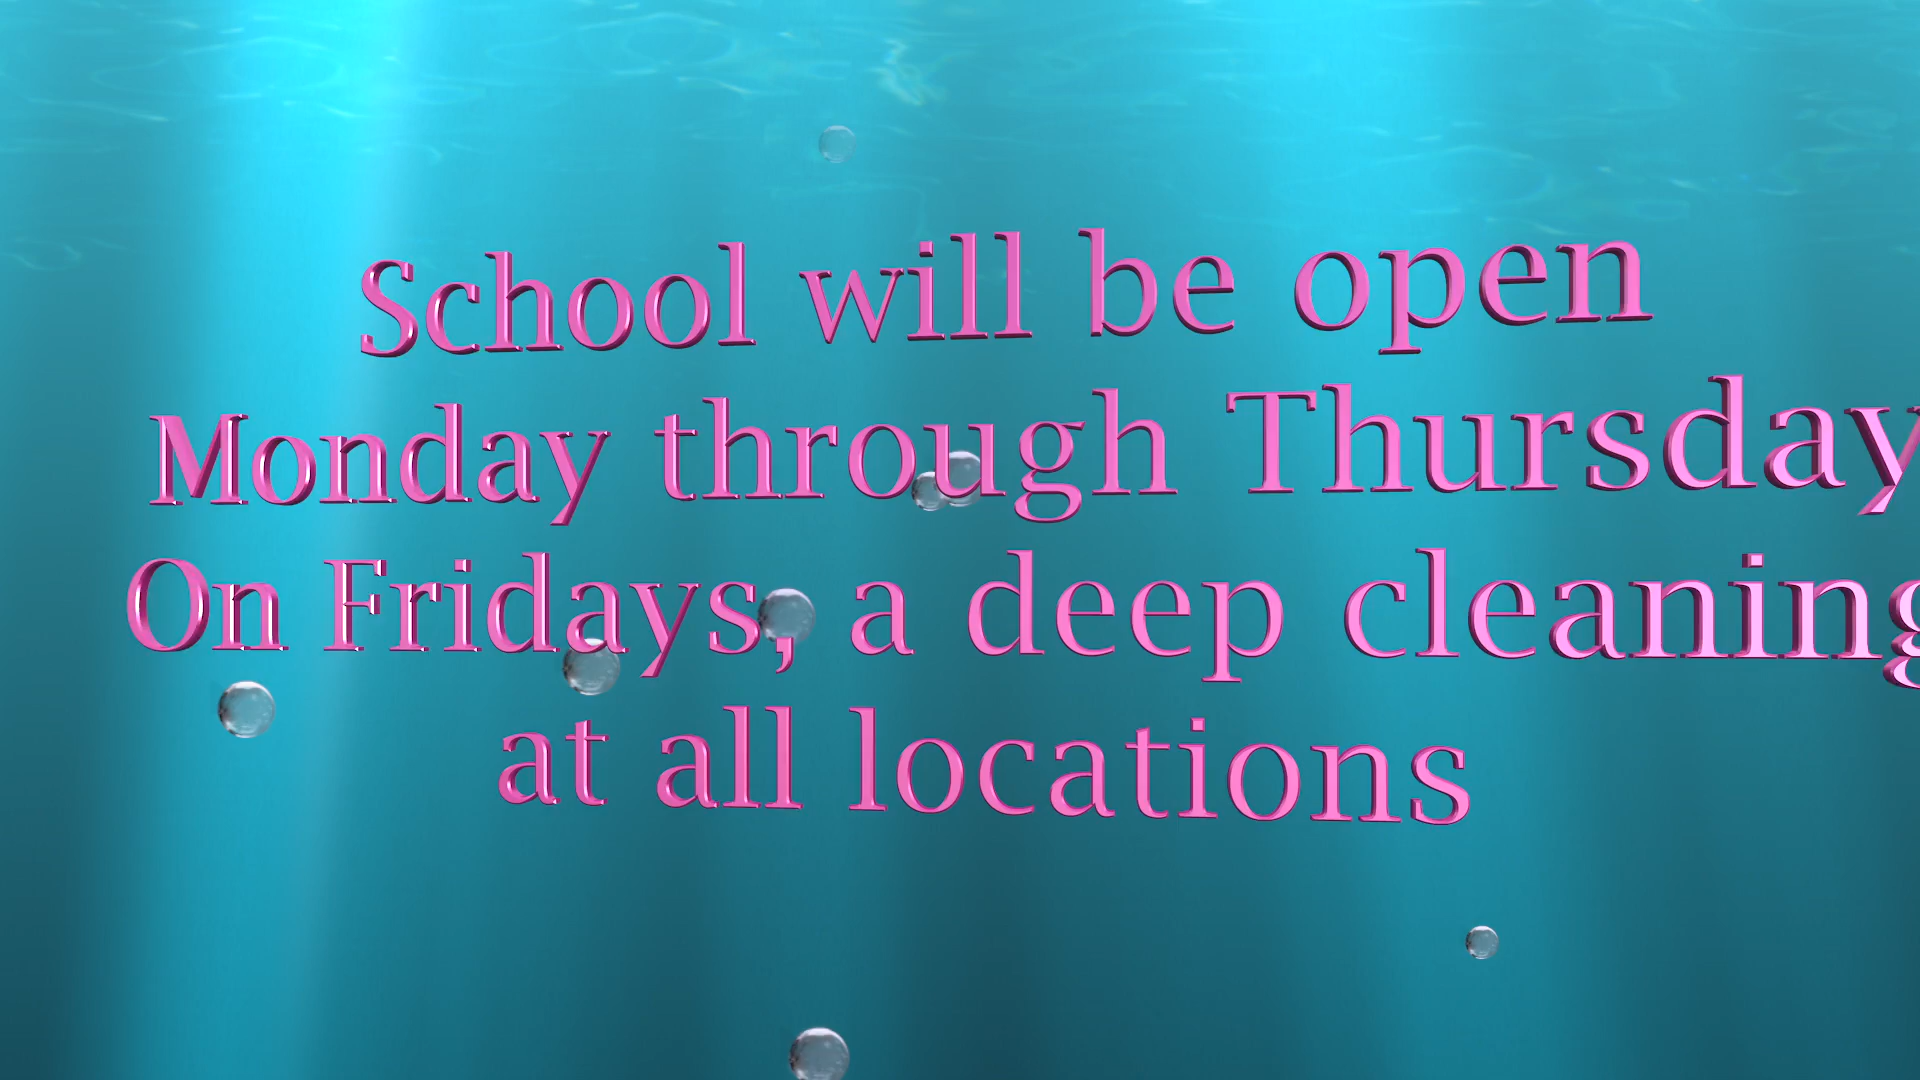 School will be open
Monday through Thursday
On Fridays, a deep cleaning
at all locations